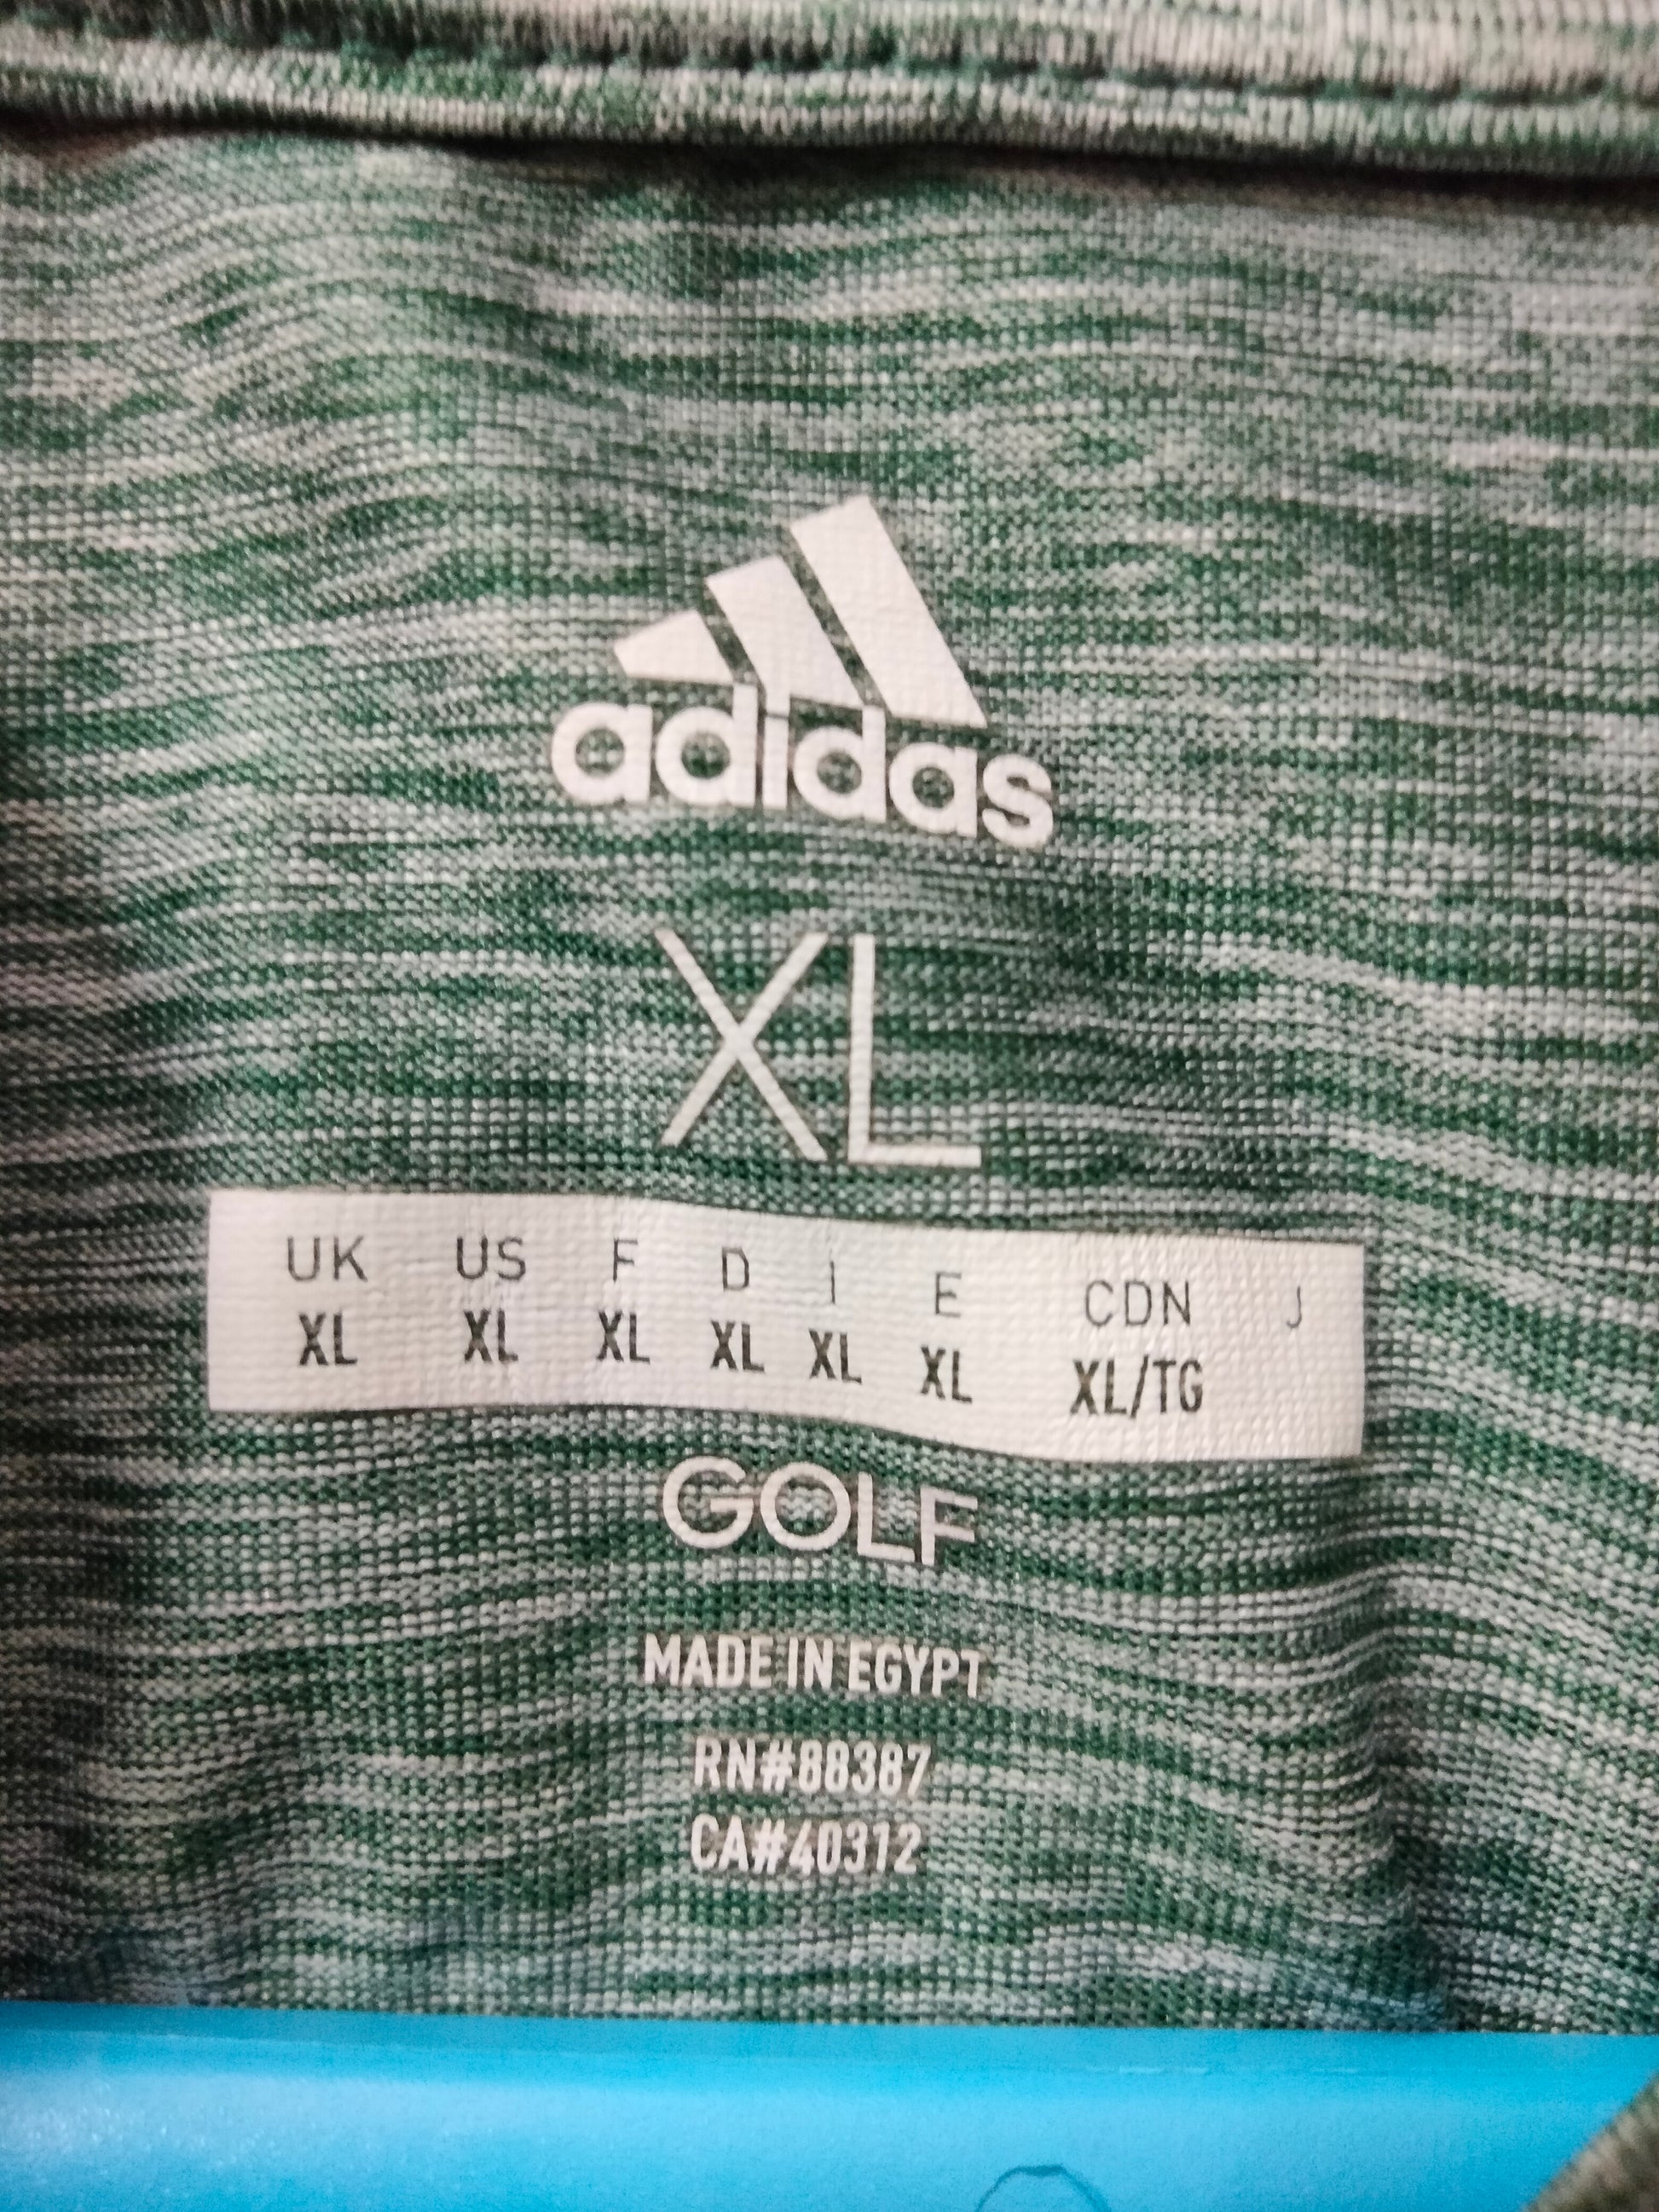 adidas
XL
UK US F D I E CDN J
XL XL XL XL XL XL XL/TG
GOLF
MADE IN EGYPT
RN#88387
CA#40312